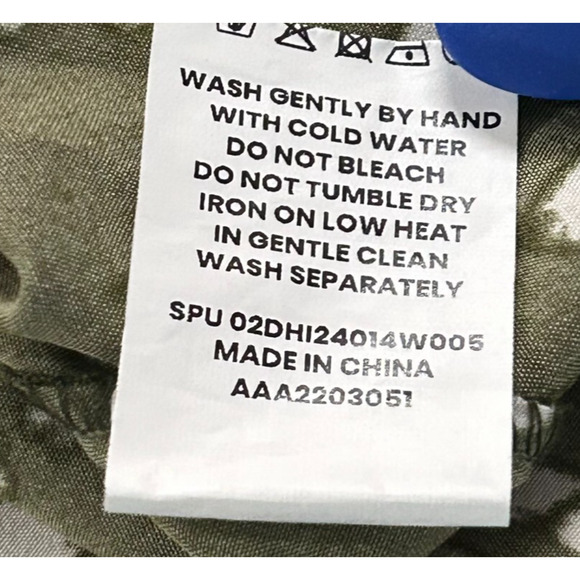 WASH GENTLY BY HAND
WITH COLD WATER
DO NOT BLEACH
DO NOT TUMBLE DRY
IRON ON LOW HEAT
IN GENTLE CLEAN
WASH SEPARATELY
SPU 02DHI24014W005
MADE IN CHINA
AAA2203051